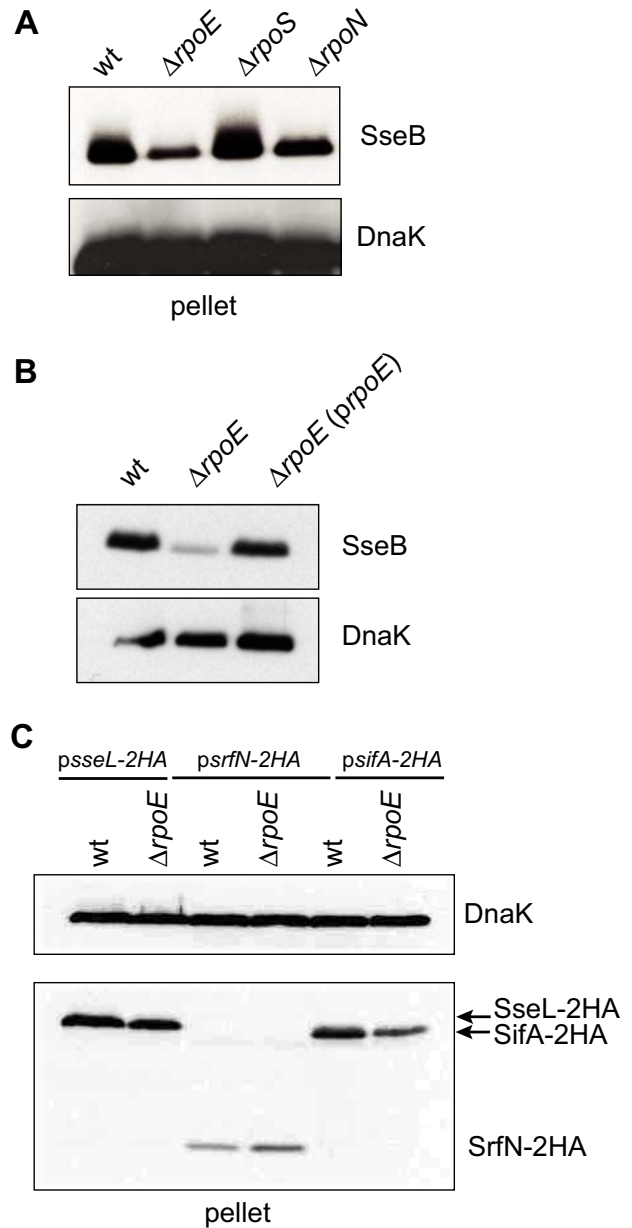 A
wt ΔrpoE ΔrpoS ΔrpoN
SseB
DnaK
pellet
B
wt ΔrpoE ΔrpoE (prpoE)
SseB
DnaK
C
psseL-2HA psrfN-2HA psifA-2HA
wt ΔrpoE wt ΔrpoE wt ΔrpoE
DnaK
SseL-2HA
SifA-2HA
SrfN-2HA
pellet